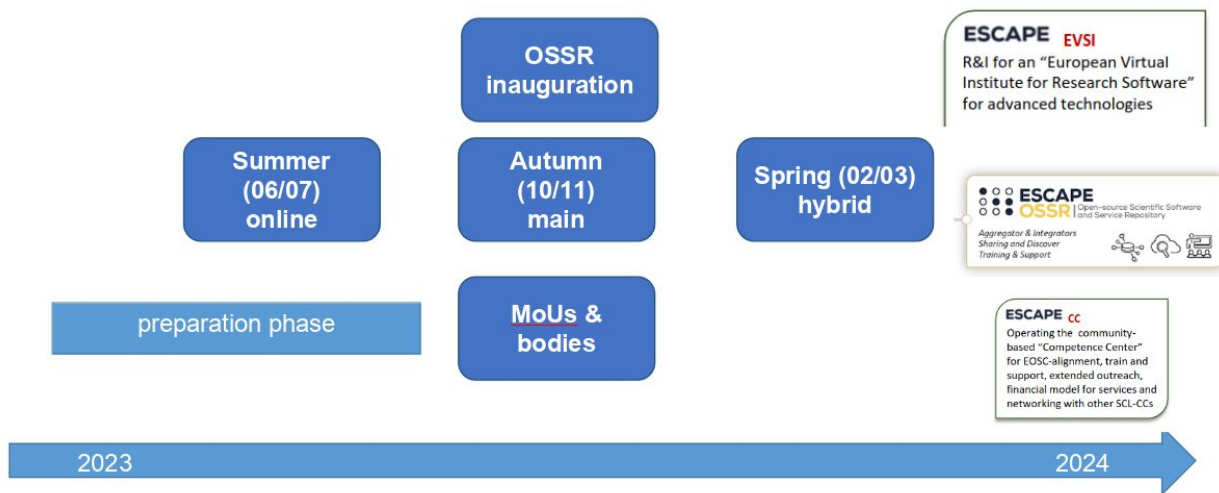 OSSR
inauguration
ESCAPE EVSI
R&I for an “European Virtual
Institute for Research Software”
for advanced technologies
Summer
(06/07)
online
Autumn
(10/11)
main
Spring (02/03)
hybrid
ESCAPE
OSSR | Open-source Scientific Software
and Service Repository
Aggregator & Integrators
Sharing and Discover
Training & Support
preparation phase
MoUs &
bodies
ESCAPE CC
Operating the community-
based “Competence Center”
for EOSC-alignment, train and
support, extended outreach,
financial model for services and
networking with other SCL-CCs
2023
2024